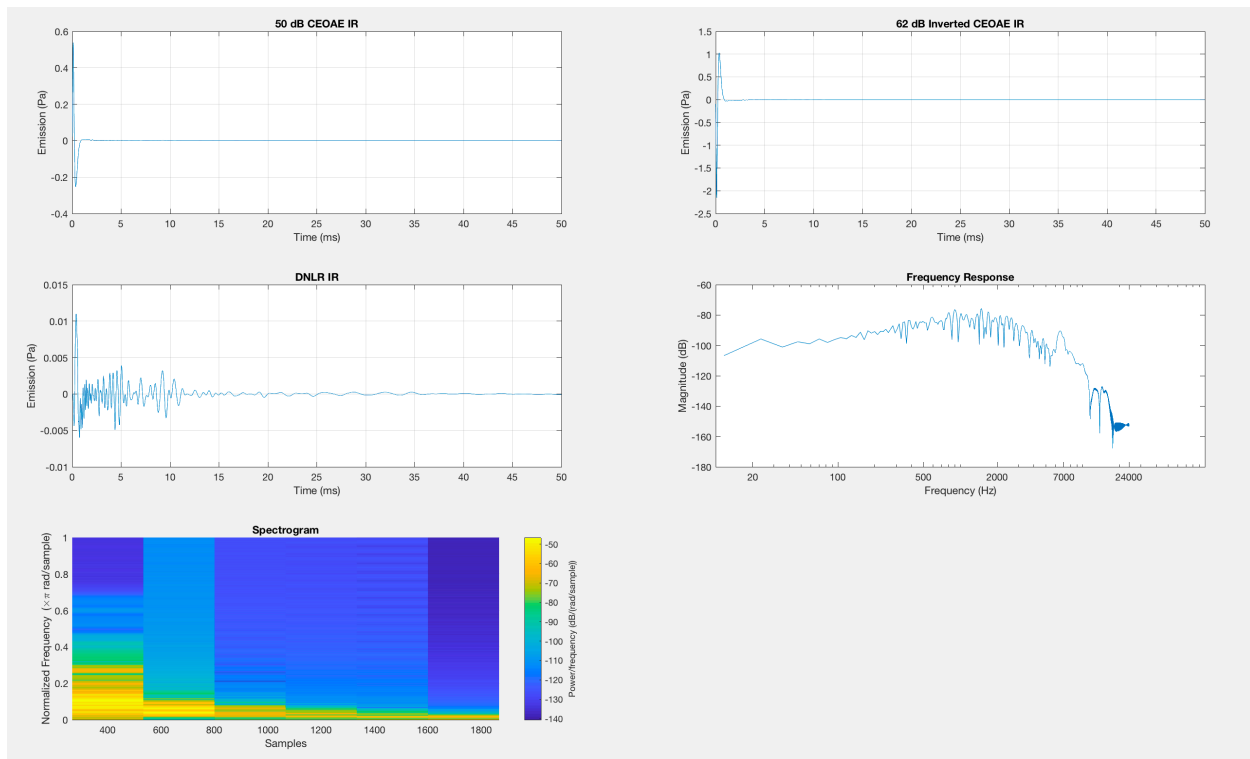 50 dB CEOAE IR
0.6
0.4
0.2
0
-0.2
-0.4
Emission (Pa)
0 5 10 15 20 25 30 35 40 45 50
Time (ms)
62 dB Inverted CEOAE IR
1.5
1
0.5
0
-0.5
-1
-1.5
-2
-2.5
Emission (Pa)
0 5 10 15 20 25 30 35 40 45 50
Time (ms)
DNLR IR
0.015
0.01
0.005
0
-0.005
-0.01
Emission (Pa)
0 5 10 15 20 25 30 35 40 45 50
Time (ms)
Frequency Response
-60
-80
-100
-120
-140
-160
-180
Magnitude (dB)
20 100 500 2000 7000 24000
Frequency (Hz)
Spectrogram
1
0.8
0.6
0.4
0.2
0
Normalized Frequency (×π rad/sample)
400 600 800 1000 1200 1400 1600 1800
Samples
-50
-60
-70
-80
-90
-100
-110
-120
-130
-140
Power/frequency (dB/(rad/sample))